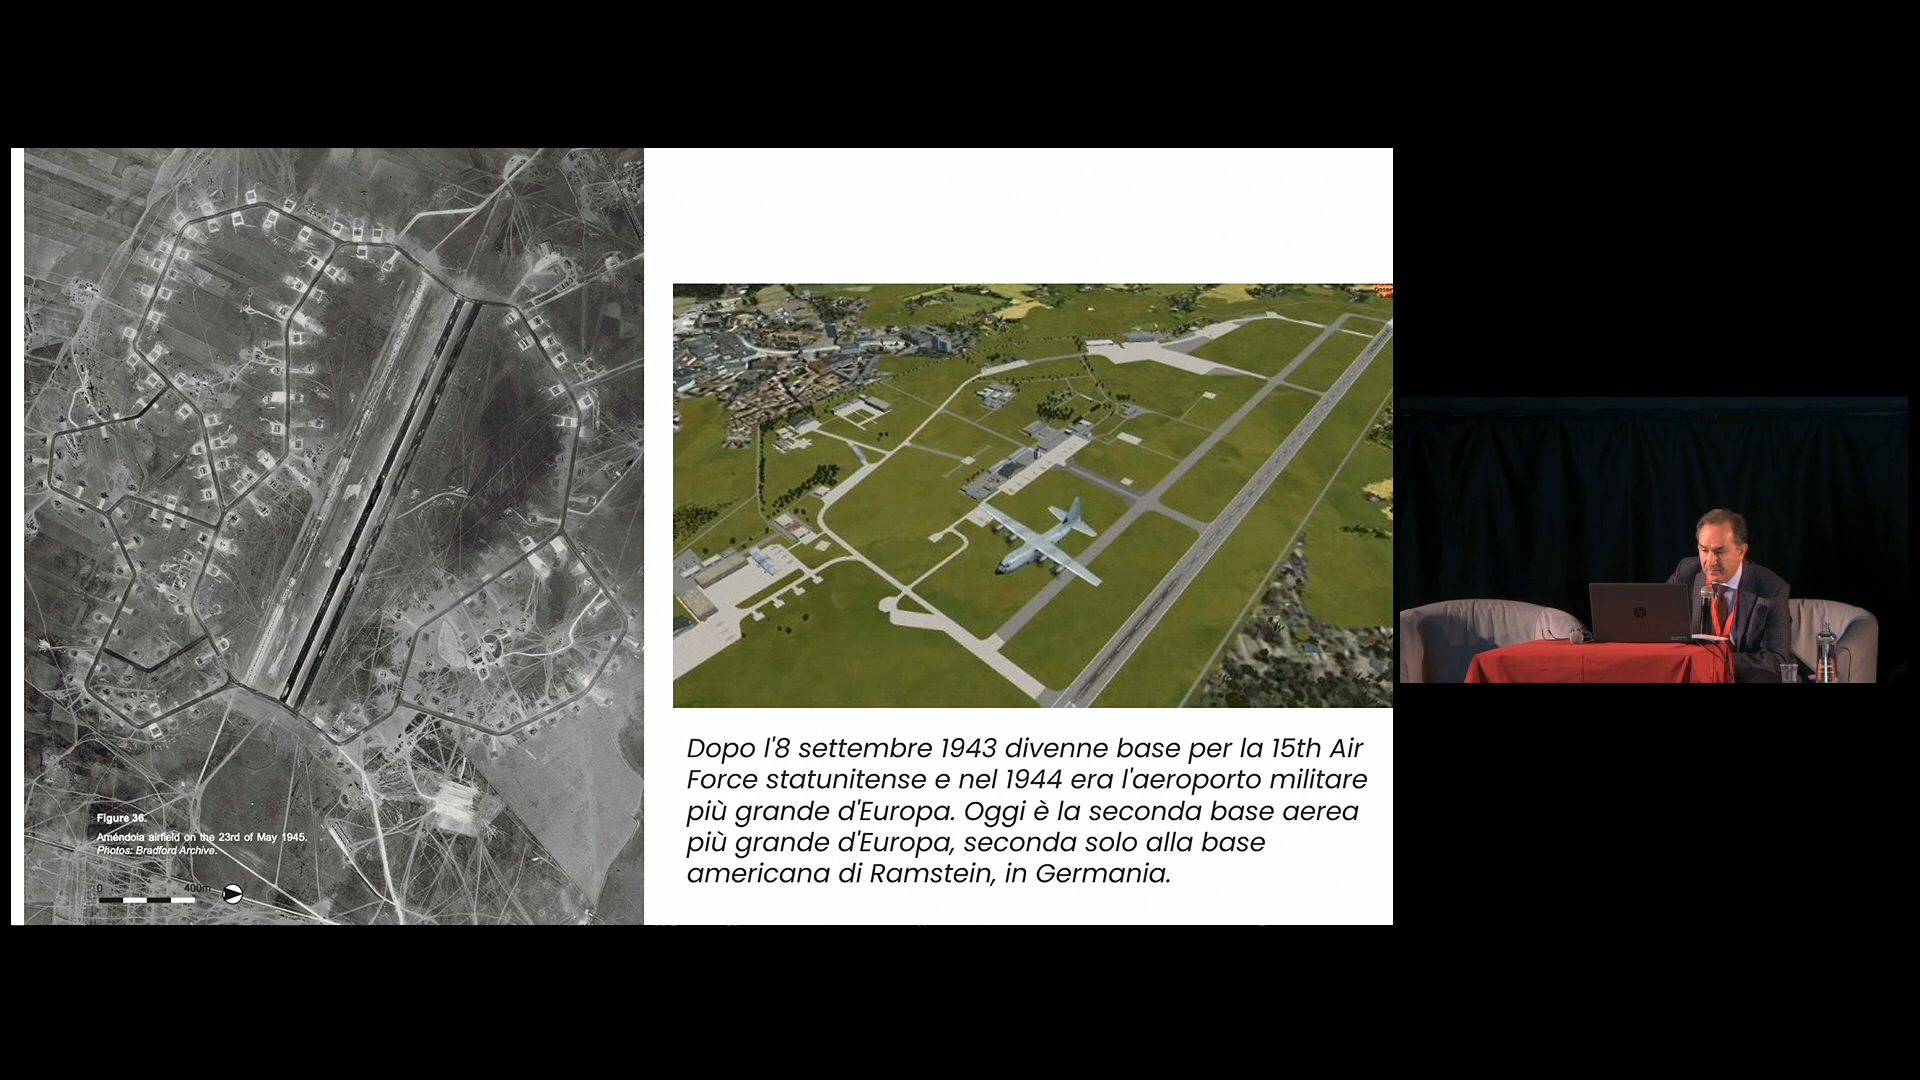 Figure 36.
Améndola airfield on the 23rd of May 1945.
Photos: Bradford Archive.
0 400m
Dopo l'8 settembre 1943 divenne base per la 15th Air
Force statunitense e nel 1944 era l'aeroporto militare
più grande d'Europa. Oggi è la seconda base aerea
più grande d'Europa, seconda solo alla base
americana di Ramstein, in Germania.
hp